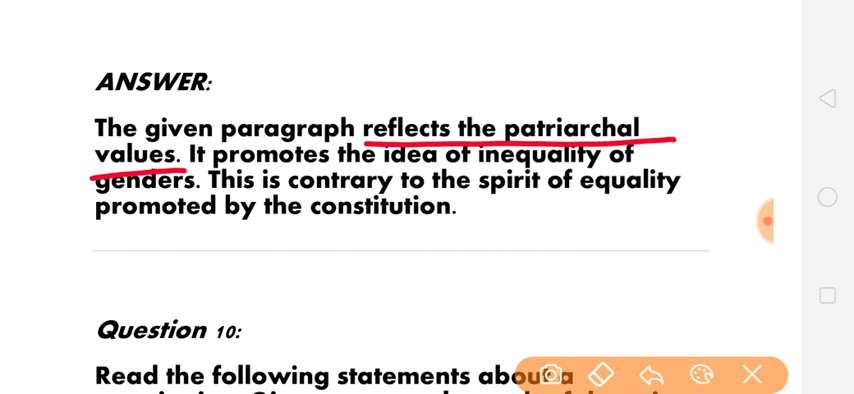 ANSWER:
The given paragraph reflects the patriarchal
values. It promotes the idea of inequality of
genders. This is contrary to the spirit of equality
promoted by the constitution.
Question 10:
Read the following statements about a